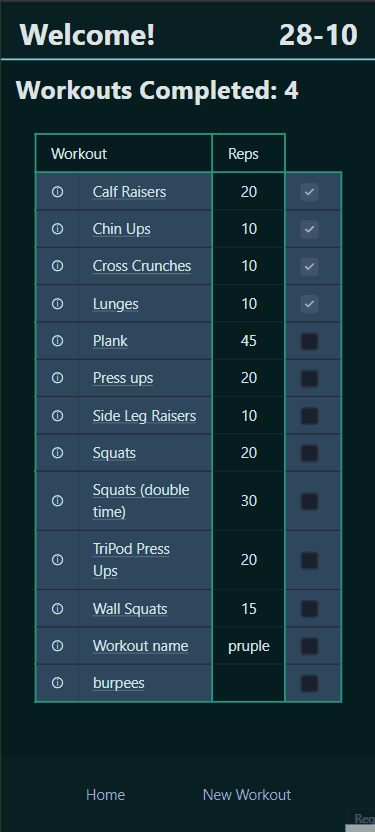 Welcome! 28-10
Workouts Completed: 4
Workout Reps
Calf Raisers 20
Chin Ups 10
Cross Crunches 10
Lunges 10
Plank 45
Press ups 20
Side Leg Raisers 10
Squats 20
Squats (double
time) 30
TriPod Press
Ups 20
Wall Squats 15
Workout name pruple
burpees
Home New Workout